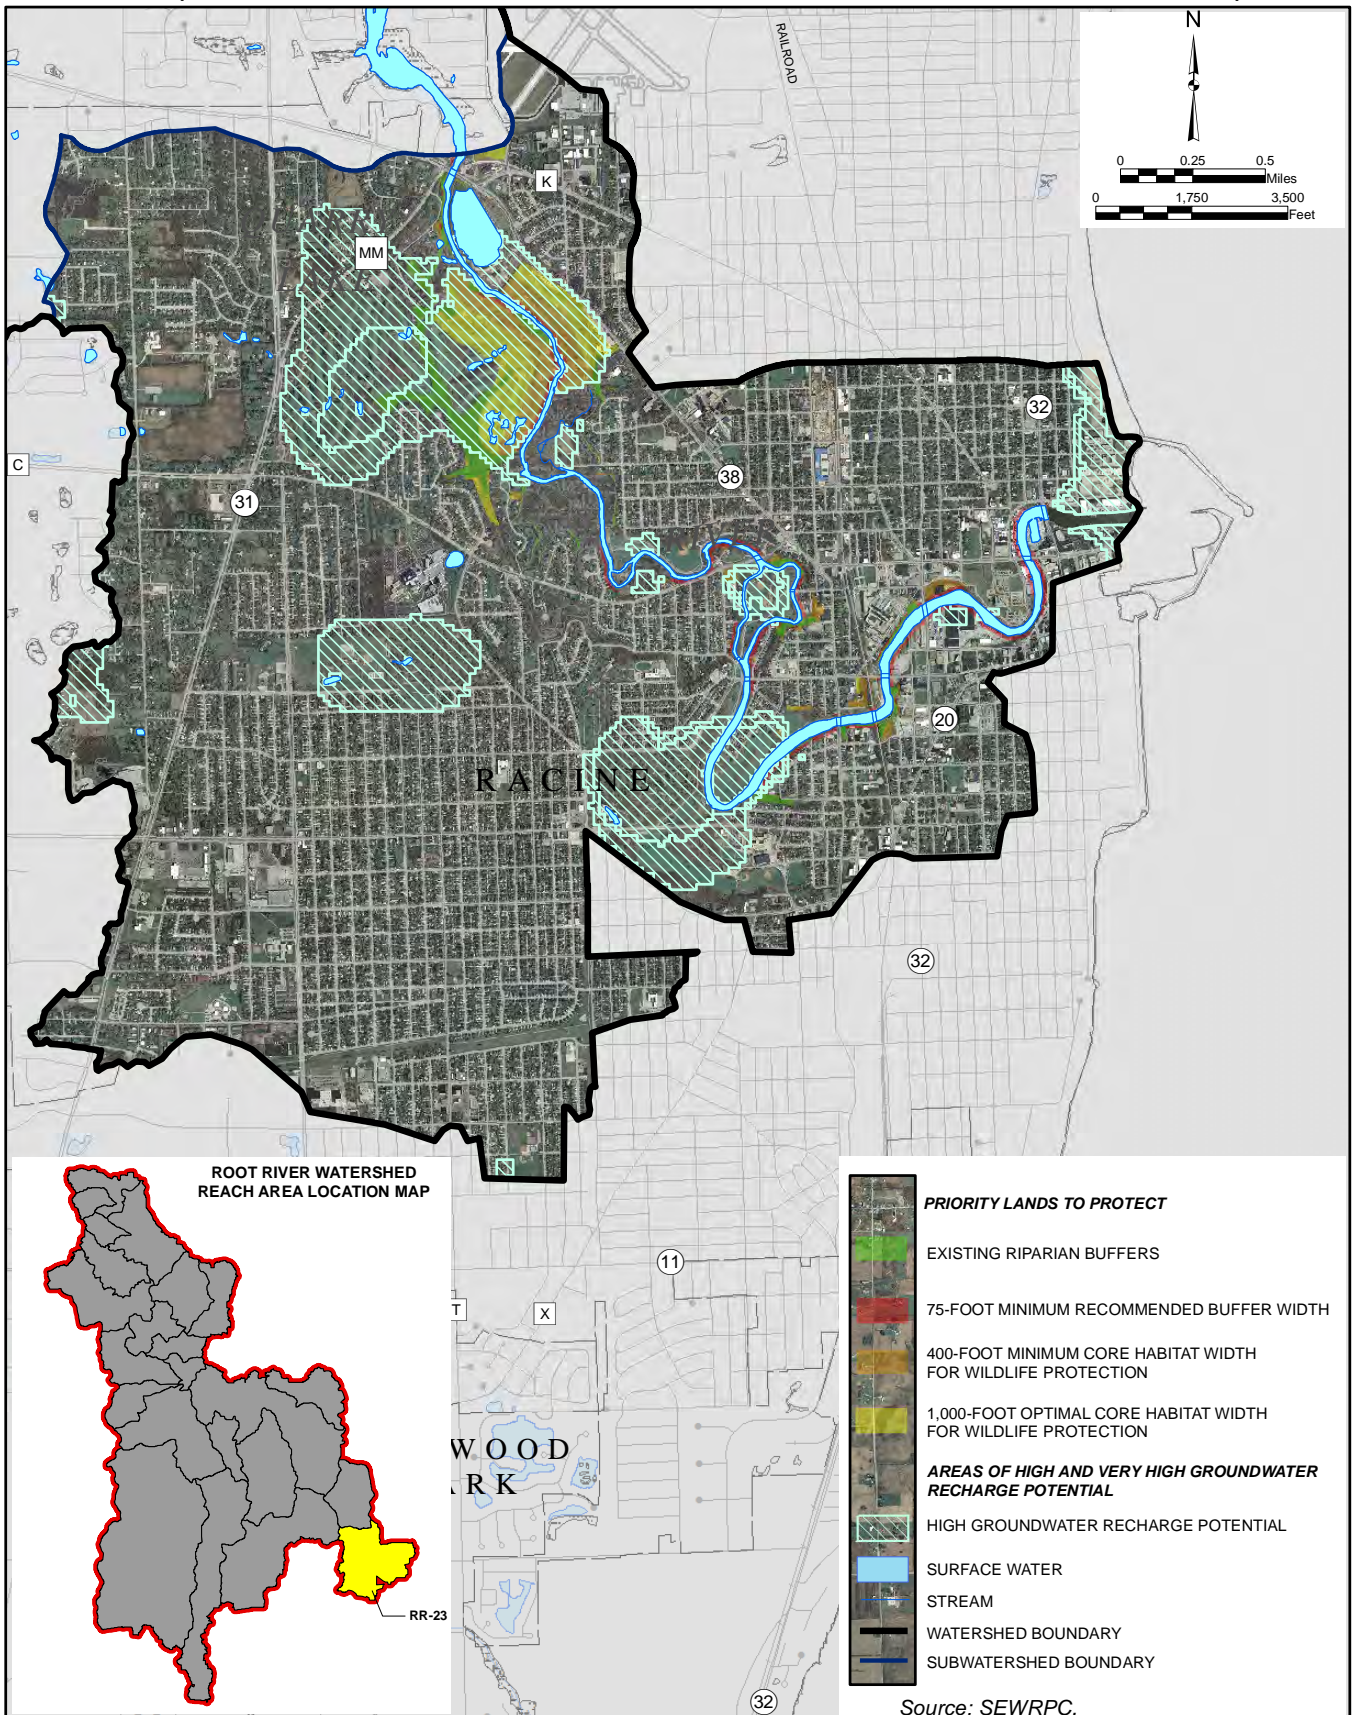 N
0 0.25 0.5
Miles
0 1,750 3,500
Feet
RAILROAD
K
MM
32
38
C
31
20
RACINE
32
ROOT RIVER WATERSHED
REACH AREA LOCATION MAP
RR-23
11
T
X
WOOD
RK
32
PRIORITY LANDS TO PROTECT
EXISTING RIPARIAN BUFFERS
75-FOOT MINIMUM RECOMMENDED BUFFER WIDTH
400-FOOT MINIMUM CORE HABITAT WIDTH
FOR WILDLIFE PROTECTION
1,000-FOOT OPTIMAL CORE HABITAT WIDTH
FOR WILDLIFE PROTECTION
AREAS OF HIGH AND VERY HIGH GROUNDWATER
RECHARGE POTENTIAL
HIGH GROUNDWATER RECHARGE POTENTIAL
SURFACE WATER
STREAM
WATERSHED BOUNDARY
SUBWATERSHED BOUNDARY
Source: SEWRPC.